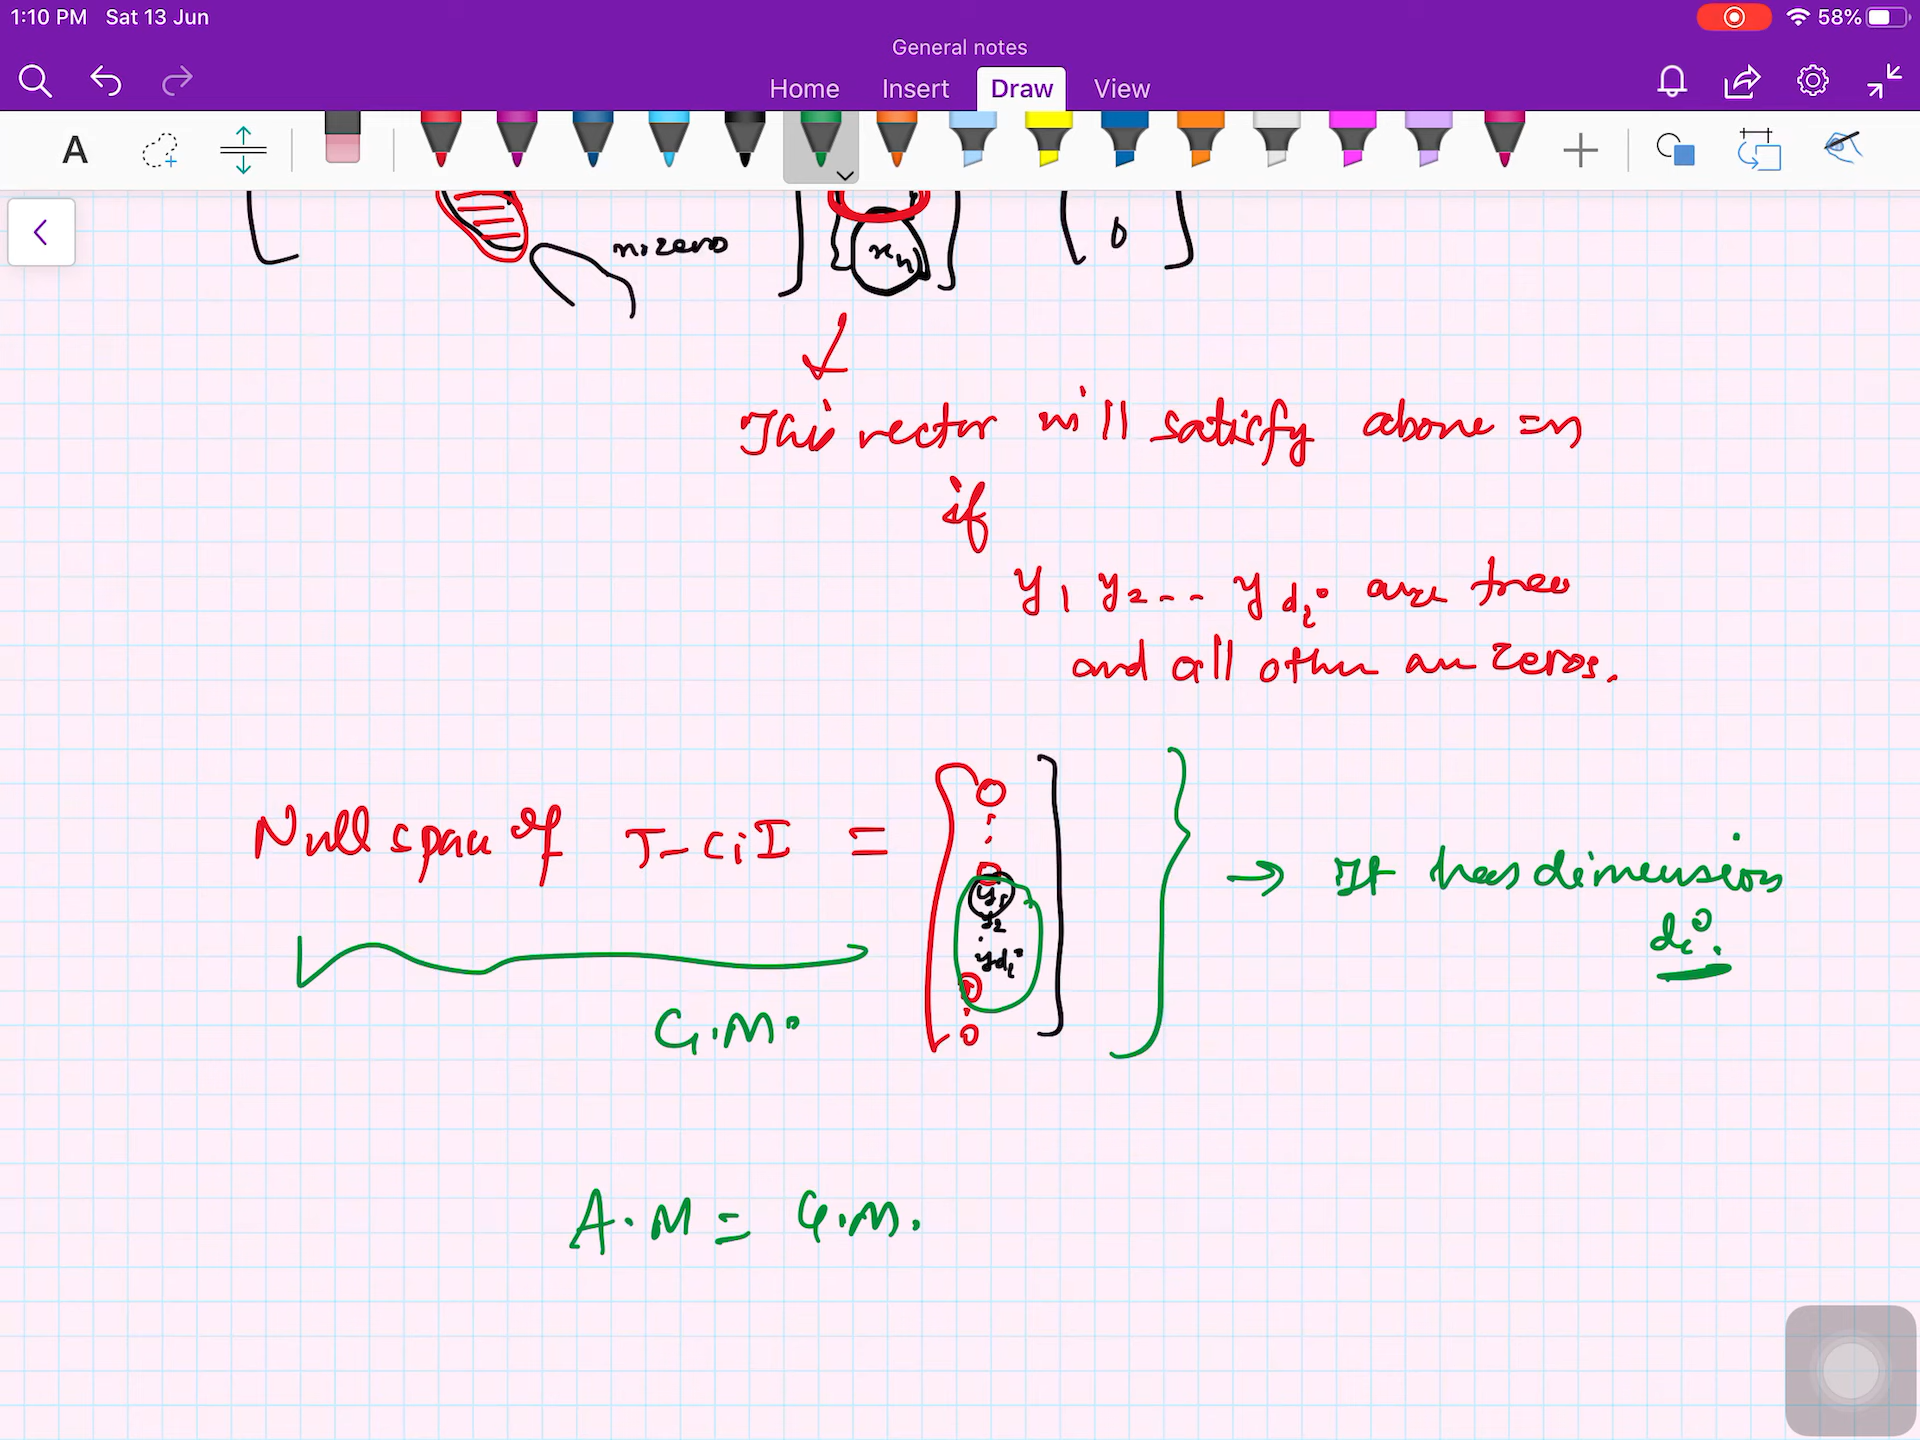 1:10 PM Sat 13 Jun
58%
General notes
Home Insert Draw View
A
n. zero
xn
0
This vector will satisfy above =n
if
y1 y2 -- ydi are free
and all other are zeros.
Null space of T-ciI =
0
:
0
y1
y2
:
ydi
0
:
0
→ It has dimension
di.
G.M.
A.M = G.M.